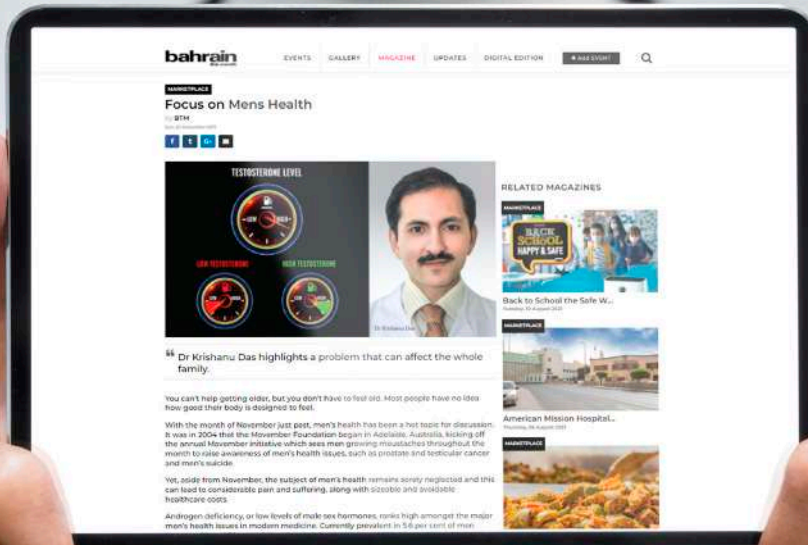 bahrain
EVENTS GALLERY MAGAZINE UPDATES DIGITAL EDITION + Add EVENT
MARKETPLACE
Focus on Mens Health
by BTM
f t G+
TESTOSTERONE LEVEL
LOW HIGH
LOW TESTOSTERONE HIGH TESTOSTERONE
Dr Krishanu Das
“ Dr Krishanu Das highlights a problem that can affect the whole
family.
You can't help getting older, but you don't have to feel old. Most people have no idea
how good their body is designed to feel.
With the month of November just past, men's health has been a hot topic for discussion.
It was in 2004 that the Movember Foundation began in Adelaide, Australia, kicking off
the annual Movember initiative which sees men growing moustaches throughout the
month to raise awareness of men's health issues, such as prostate and testicular cancer
and men's suicide.
Yet, aside from November, the subject of men's health remains sorely neglected and this
can lead to considerable pain and suffering, along with sizeable and avoidable
healthcare costs.
Androgen deficiency, or low levels of male sex hormones, ranks high amongst the major
men's health issues in modern medicine. Currently prevalent in 5.6 per cent of men
RELATED MAGAZINES
MARKETPLACE
BACK
SCHOOL
HAPPY & SAFE
Back to School the Safe W...
MARKETPLACE
American Mission Hospital...
MARKETPLACE